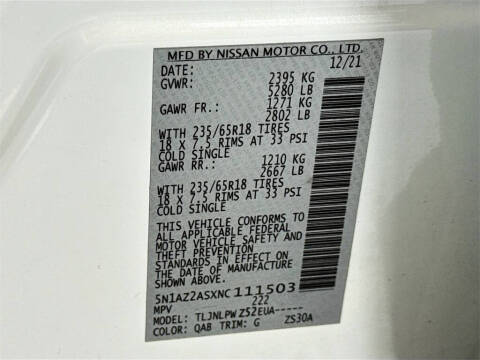 MFD BY NISSAN MOTOR CO., LTD.
DATE: 12/21
GVWR: 2395 KG
5280 LB
GAWR FR.: 1271 KG
2802 LB
WITH 235/65R18 TIRES
18 X 7.5 RIMS AT 33 PSI
COLD SINGLE
GAWR RR.: 1210 KG
2667 LB
WITH 235/65R18 TIRES
18 X 7.5 RIMS AT 33 PSI
COLD SINGLE
THIS VEHICLE CONFORMS TO
ALL APPLICABLE FEDERAL
MOTOR VEHICLE SAFETY AND
THEFT PREVENTION
STANDARDS IN EFFECT ON
THE DATE OF MANUFACTURE
SHOWN ABOVE.
5N1AZ2ASXNC111503
MPV 222
MODEL: TLJNLPWZ52EUA-----
COLOR: QAB TRIM: G ZS30A